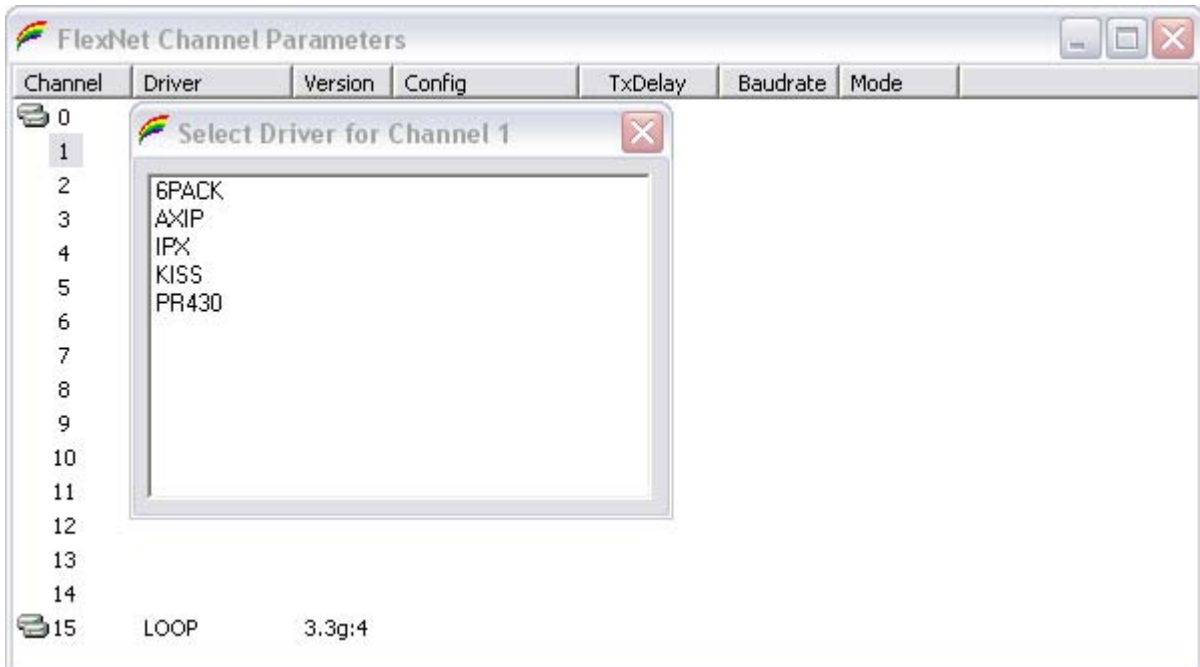 FlexNet Channel Parameters
Channel Driver Version Config TxDelay Baudrate Mode
0
Select Driver for Channel 1
1
2
6PACK
3
AXIP
4
IPX
5
KISS
PR430
6
7
8
9
10
11
12
13
14
15 LOOP 3.3g:4